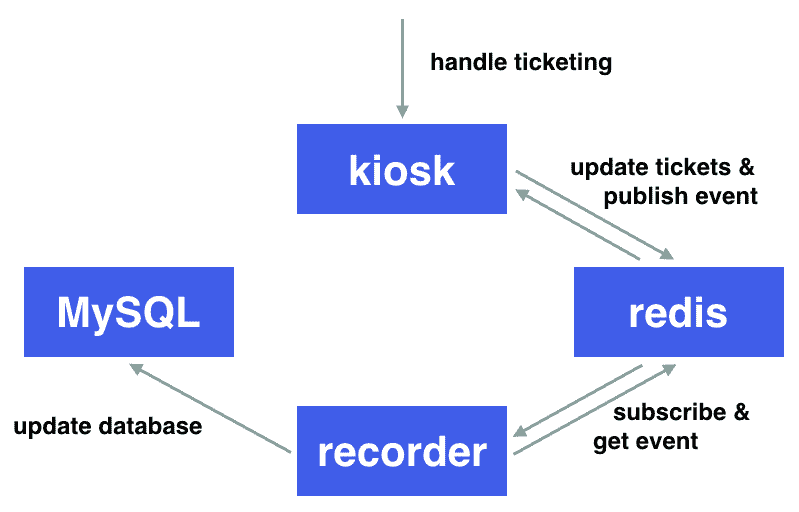 handle ticketing
kiosk
update tickets &
publish event
MySQL
redis
update database
recorder
subscribe &
get event